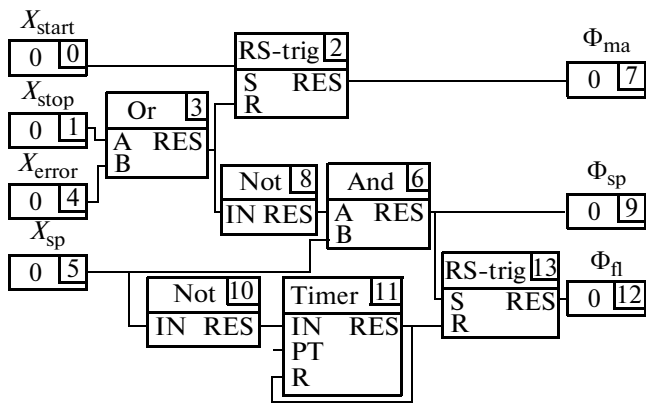 X_start
0 0
RS-trig 2
S RES
R
Φ_ma
0 7
X_stop
0 1
Or 3
A RES
B
X_error
0 4
Not 8
IN RES
And 6
A RES
B
Φ_sp
0 9
X_sp
0 5
Not 10
IN RES
Timer 11
IN RES
PT
R
RS-trig 13
S RES
R
Φ_fl
0 12